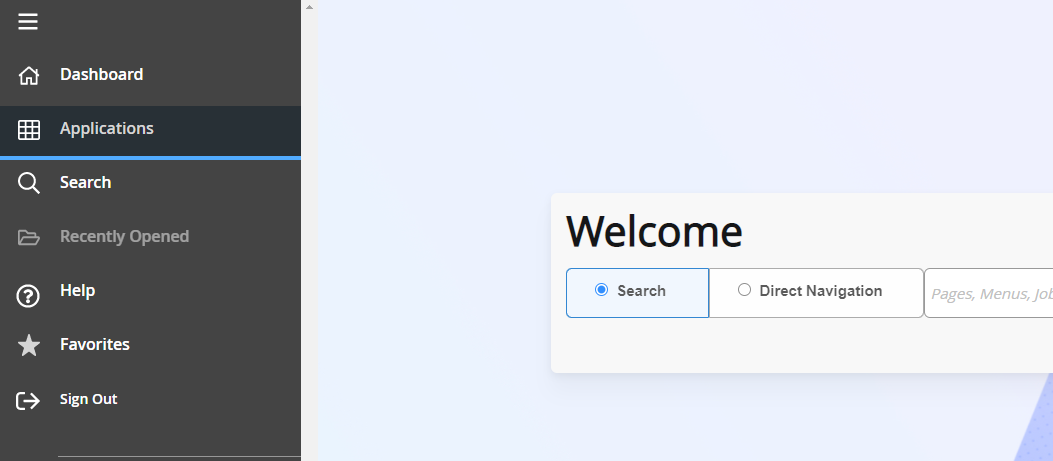 Dashboard
Applications
Search
Recently Opened
Help
Favorites
Sign Out
Welcome
Search
Direct Navigation
Pages, Menus,